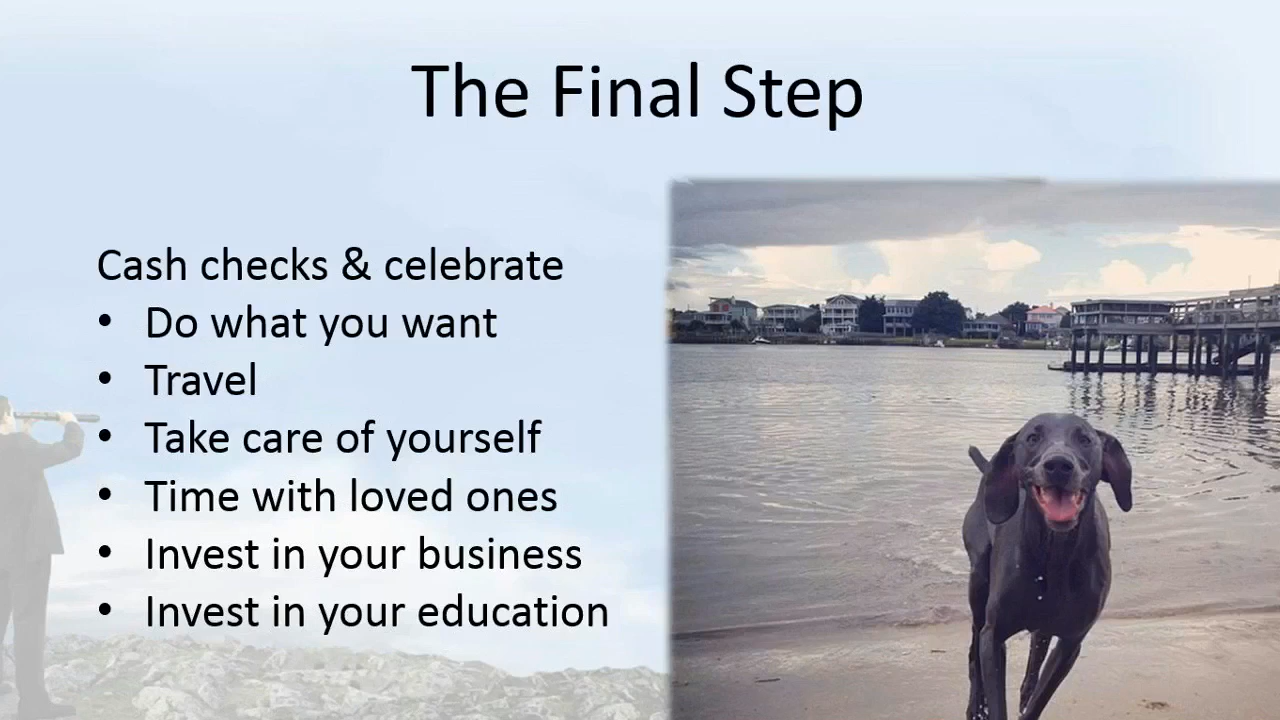 The Final Step
Cash checks & celebrate
• Do what you want
• Travel
• Take care of yourself
• Time with loved ones
• Invest in your business
• Invest in your education